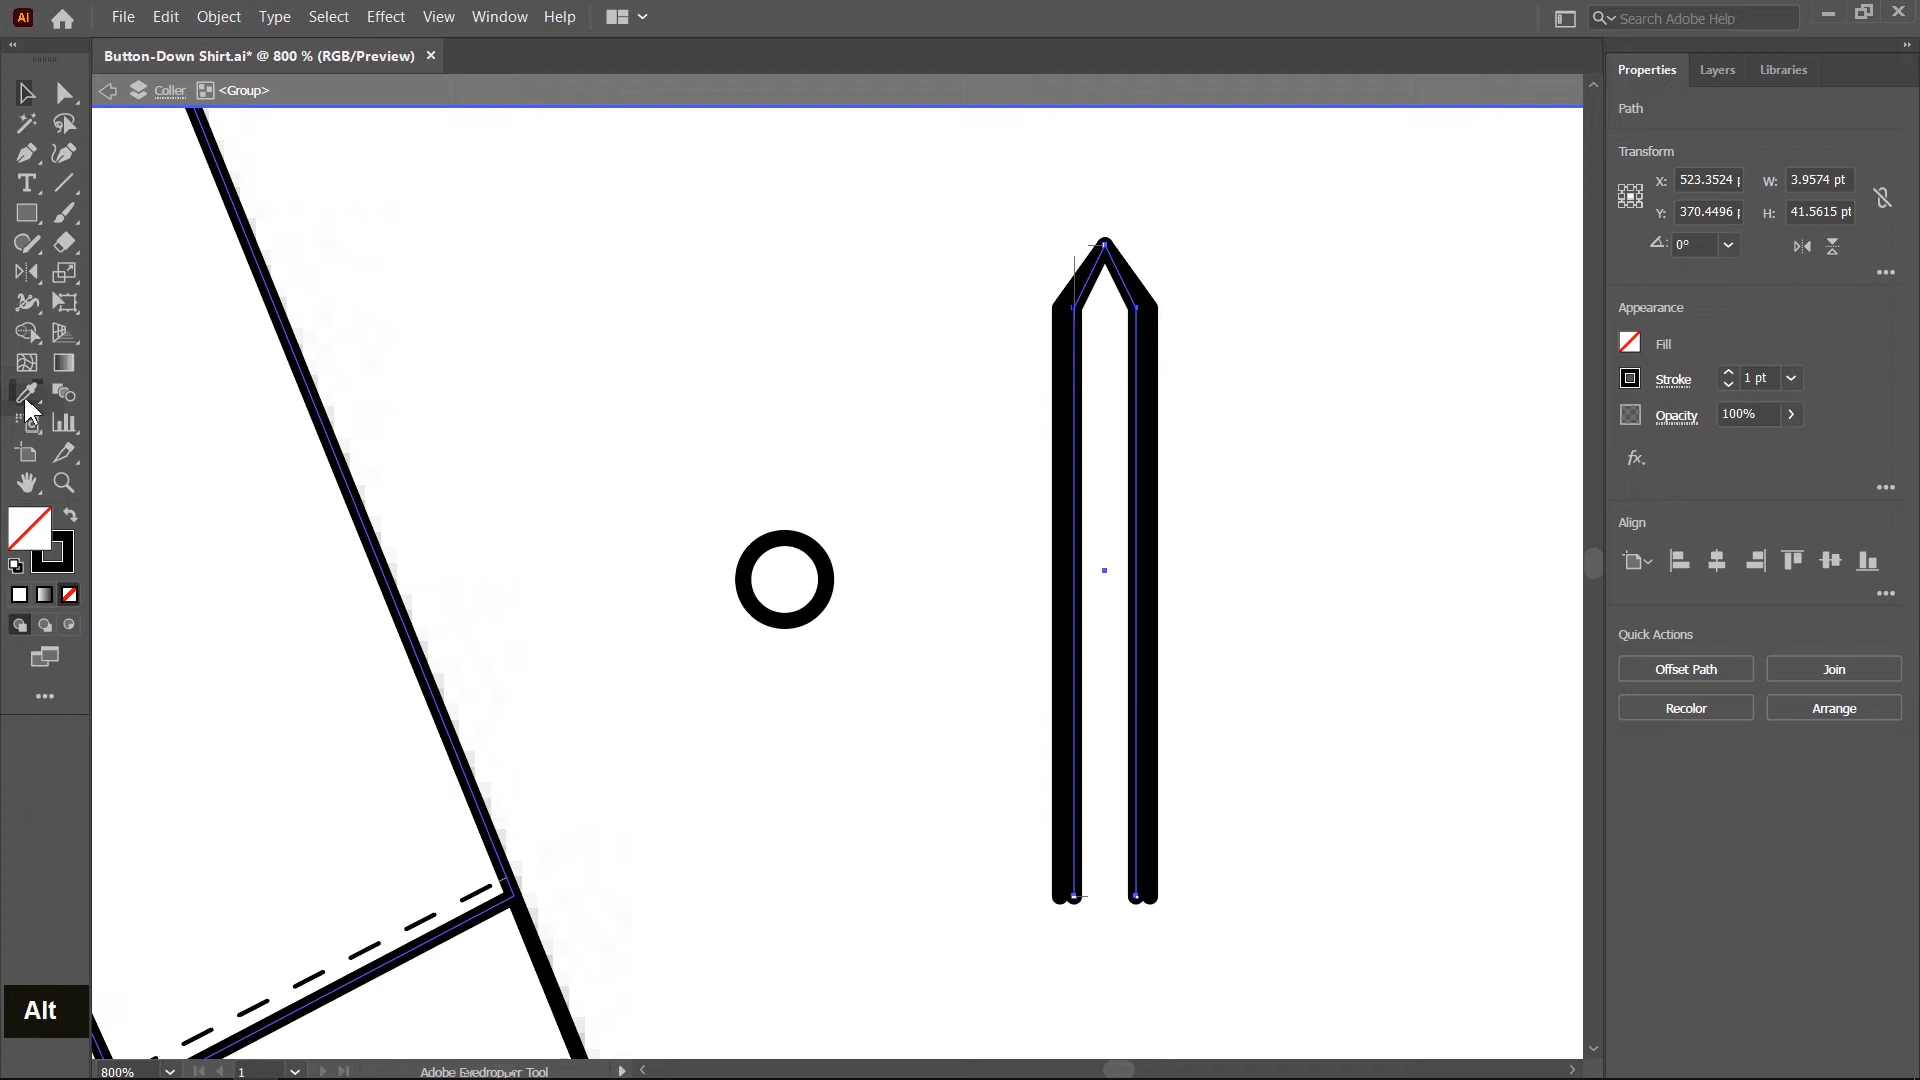 Ai File Edit Object Type Select Effect View Window Help Search Adobe Help
Button-Down Shirt.ai* @ 800 % (RGB/Preview) ×
Coller <Group>
Properties Layers Libraries
Path
Transform
X: 523.3524 p W: 3.9574 pt
Y: 370.4496 p H: 41.5615 pt
0°
Appearance
Fill
Stroke 1 pt
Opacity 100%
fx.
Align
Quick Actions
Offset Path Join
Recolor Arrange
Alt
800% 1 Adobe Eyedropper Tool